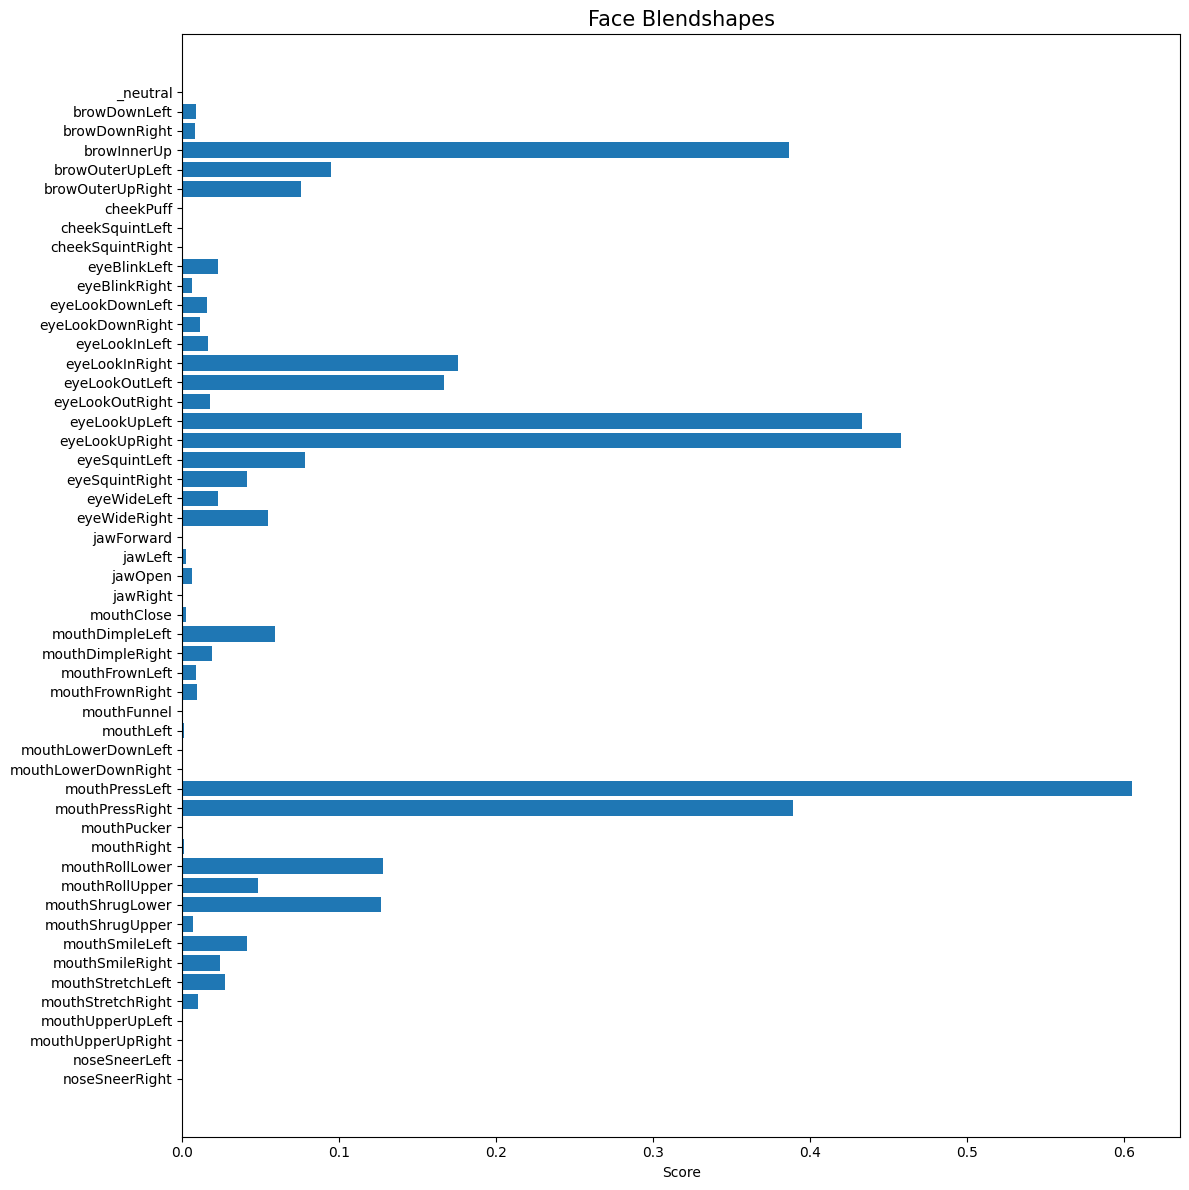 Face Blendshapes
_neutral
browDownLeft
browDownRight
browInnerUp
browOuterUpLeft
browOuterUpRight
cheekPuff
cheekSquintLeft
cheekSquintRight
eyeBlinkLeft
eyeBlinkRight
eyeLookDownLeft
eyeLookDownRight
eyeLookInLeft
eyeLookInRight
eyeLookOutLeft
eyeLookOutRight
eyeLookUpLeft
eyeLookUpRight
eyeSquintLeft
eyeSquintRight
eyeWideLeft
eyeWideRight
jawForward
jawLeft
jawOpen
jawRight
mouthClose
mouthDimpleLeft
mouthDimpleRight
mouthFrownLeft
mouthFrownRight
mouthFunnel
mouthLeft
mouthLowerDownLeft
mouthLowerDownRight
mouthPressLeft
mouthPressRight
mouthPucker
mouthRight
mouthRollLower
mouthRollUpper
mouthShrugLower
mouthShrugUpper
mouthSmileLeft
mouthSmileRight
mouthStretchLeft
mouthStretchRight
mouthUpperUpLeft
mouthUpperUpRight
noseSneerLeft
noseSneerRight
0.0 0.1 0.2 0.3 0.4 0.5 0.6
Score